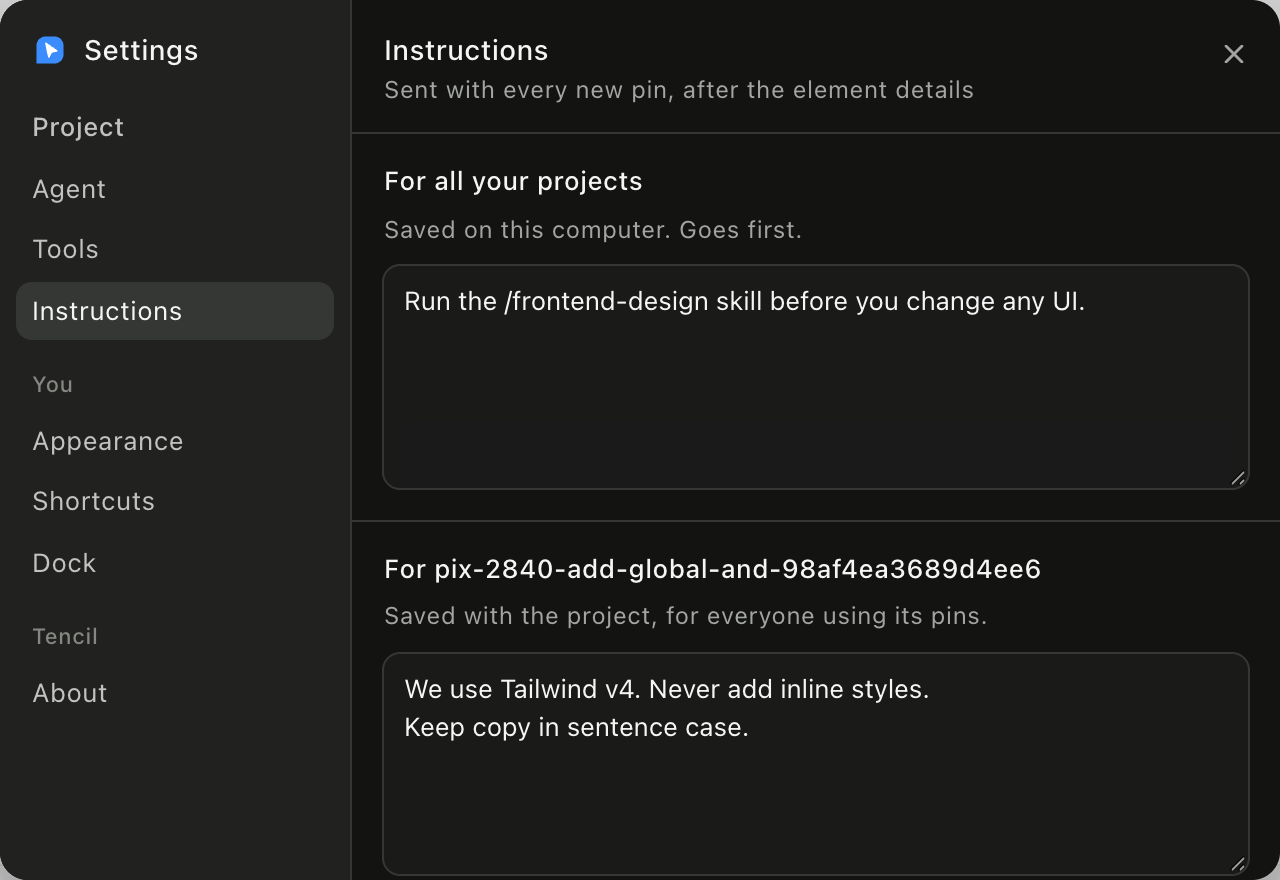 Settings
Project
Agent
Tools
Instructions
You
Appearance
Shortcuts
Dock
Tencil
About
Instructions
Sent with every new pin, after the element details
For all your projects
Saved on this computer. Goes first.
Run the /frontend-design skill before you change any UI.
For pix-2840-add-global-and-98af4ea3689d4ee6
Saved with the project, for everyone using its pins.
We use Tailwind v4. Never add inline styles.
Keep copy in sentence case.